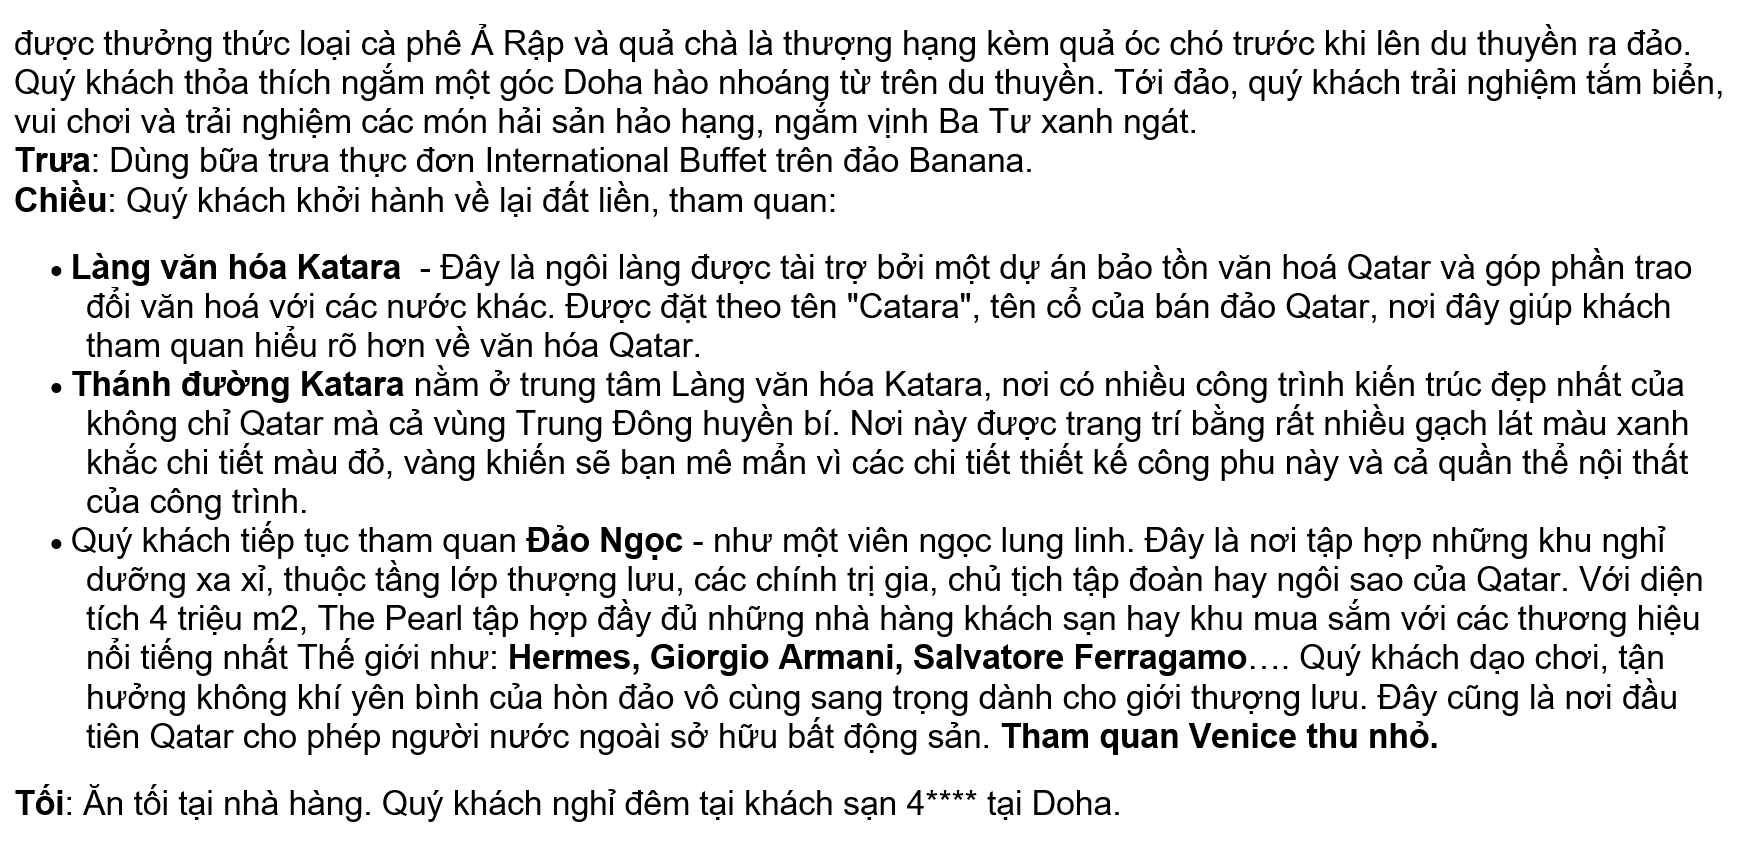 được thưởng thức loại cà phê Ả Rập và quả chà là thượng hạng kèm quả óc chó trước khi lên du thuyền ra đảo.
Quý khách thỏa thích ngắm một góc Doha hào nhoáng từ trên du thuyền. Tới đảo, quý khách trải nghiệm tắm biển,
vui chơi và trải nghiệm các món hải sản hảo hạng, ngắm vịnh Ba Tư xanh ngát.
Trưa: Dùng bữa trưa thực đơn International Buffet trên đảo Banana.
Chiều: Quý khách khởi hành về lại đất liền, tham quan:
• Làng văn hóa Katara  - Đây là ngôi làng được tài trợ bởi một dự án bảo tồn văn hoá Qatar và góp phần trao
đổi văn hoá với các nước khác. Được đặt theo tên "Catara", tên cổ của bán đảo Qatar, nơi đây giúp khách
tham quan hiểu rõ hơn về văn hóa Qatar.
• Thánh đường Katara nằm ở trung tâm Làng văn hóa Katara, nơi có nhiều công trình kiến trúc đẹp nhất của
không chỉ Qatar mà cả vùng Trung Đông huyền bí. Nơi này được trang trí bằng rất nhiều gạch lát màu xanh
khắc chi tiết màu đỏ, vàng khiến sẽ bạn mê mẩn vì các chi tiết thiết kế công phu này và cả quần thể nội thất
của công trình.
• Quý khách tiếp tục tham quan Đảo Ngọc - như một viên ngọc lung linh. Đây là nơi tập hợp những khu nghỉ
dưỡng xa xỉ, thuộc tầng lớp thượng lưu, các chính trị gia, chủ tịch tập đoàn hay ngôi sao của Qatar. Với diện
tích 4 triệu m2, The Pearl tập hợp đầy đủ những nhà hàng khách sạn hay khu mua sắm với các thương hiệu
nổi tiếng nhất Thế giới như: Hermes, Giorgio Armani, Salvatore Ferragamo…. Quý khách dạo chơi, tận
hưởng không khí yên bình của hòn đảo vô cùng sang trọng dành cho giới thượng lưu. Đây cũng là nơi đầu
tiên Qatar cho phép người nước ngoài sở hữu bất động sản. Tham quan Venice thu nhỏ.
Tối: Ăn tối tại nhà hàng. Quý khách nghỉ đêm tại khách sạn 4**** tại Doha.